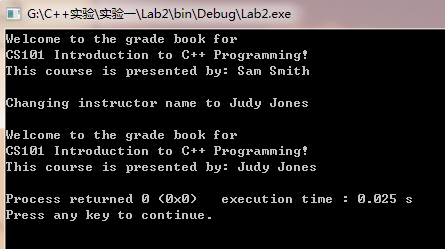 G:\C++实验\实验一\Lab2\bin\Debug\Lab2.exe
Welcome to the grade book for
CS101 Introduction to C++ Programming!
This course is presented by: Sam Smith
Changing instructor name to Judy Jones
Welcome to the grade book for
CS101 Introduction to C++ Programming!
This course is presented by: Judy Jones
Process returned 0 (0x0)   execution time : 0.025 s
Press any key to continue.